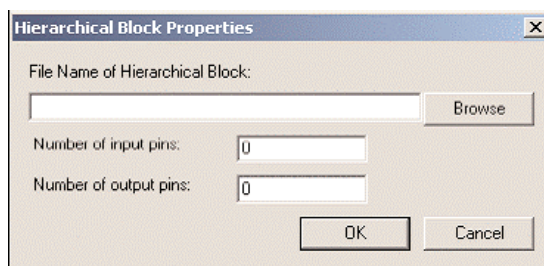 Hierarchical Block Properties
File Name of Hierarchical Block:
Browse
Number of input pins: 0
Number of output pins: 0
OK Cancel